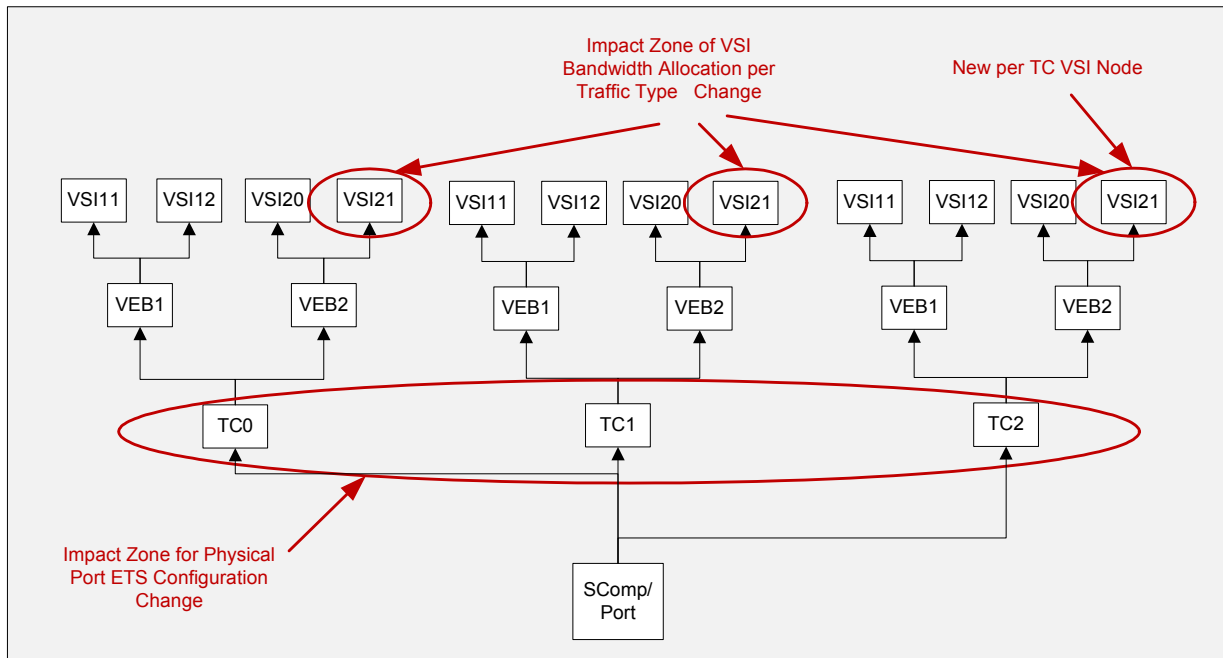 Impact Zone of VSI
Bandwidth Allocation per
Traffic Type Change
New per TC VSI Node
VSI11
VSI12
VSI20
VSI21
VSI11
VSI12
VSI20
VSI21
VSI11
VSI12
VSI20
VSI21
VEB1
VEB2
VEB1
VEB2
VEB1
VEB2
TC0
TC1
TC2
Impact Zone for Physical
Port ETS Configuration
Change
SComp/
Port